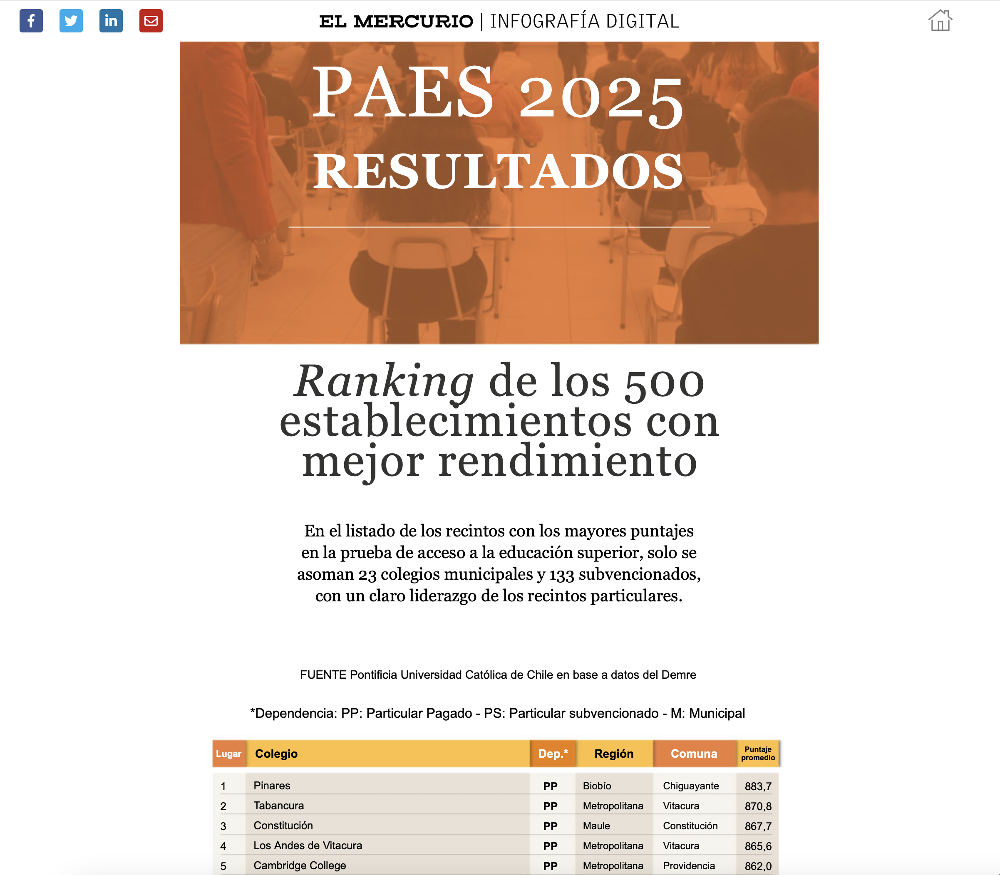 EL MERCURIO | INFOGRAFÍA DIGITAL
PAES 2025
RESULTADOS
Ranking de los 500
establecimientos con
mejor rendimiento
En el listado de los recintos con los mayores puntajes
en la prueba de acceso a la educación superior, solo se
asoman 23 colegios municipales y 133 subvencionados,
con un claro liderazgo de los recintos particulares.
FUENTE Pontificia Universidad Católica de Chile en base a datos del Demre
*Dependencia: PP: Particular Pagado - PS: Particular subvencionado - M: Municipal
Lugar Colegio Dep.* Región Comuna Puntaje promedio
1 Pinares PP Biobío Chiguayante 883,7
2 Tabancura PP Metropolitana Vitacura 870,8
3 Constitución PP Maule Constitución 867,7
4 Los Andes de Vitacura PP Metropolitana Vitacura 865,6
5 Cambridge College PP Metropolitana Providencia 862,0